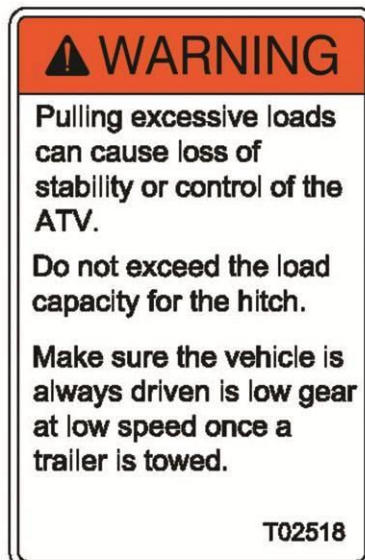 WARNING
Pulling excessive loads
can cause loss of
stability or control of the
ATV.
Do not exceed the load
capacity for the hitch.
Make sure the vehicle is
always driven is low gear
at low speed once a
trailer is towed.
T02518